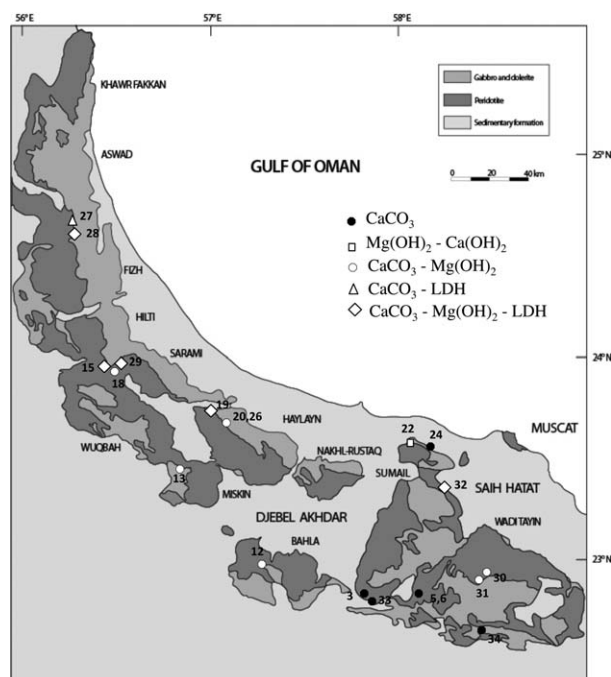 56°E 57°E 58°E
KHAWR FAKKAN
Gabbro and dolerite
Peridotite
Sedimentary formation
ASWAD
25°N
GULF OF OMAN
0 20 40 km
27
28
CaCO₃
Mg(OH)₂ - Ca(OH)₂
CaCO₃ - Mg(OH)₂
CaCO₃ - LDH
CaCO₃ - Mg(OH)₂ - LDH
FIZH
HILTI
SARAMI
24°N
15
29
18
19
20,26
HAYLAYN
22
24
MUSCAT
WUQBAH
13
MISKIN
NAKHL-RUSTAQ
SUMAIL
32
SAIH HATAT
DJEBEL AKHDAR
WADI TAYIN
BAHLA
12
23°N
3
33
5,6
30
31
34